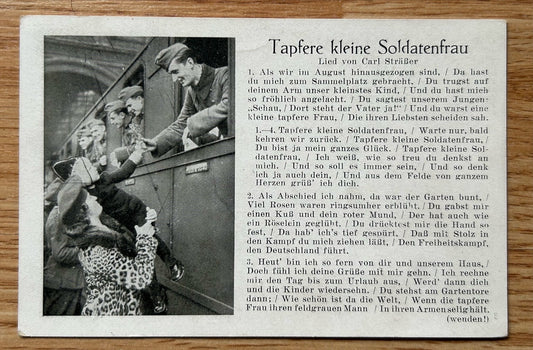 Tapfere kleine Soldatenfrau
Lied von Carl Sträßer
1. Als wir im August hinausgezogen sind, / Da hast
du mich zum Sammelplatz gebracht. / Du trugst auf
deinem Arm unser kleinstes Kind, / Und du hast mich
so fröhlich angelacht. / Du sagtest unserem Jungen:
„Schau, / Dort steht der Vater ja!" / Und du warst eine
kleine tapfere Frau, / Die ihren Liebsten scheiden sah.
1.—4. Tapfere kleine Soldatenfrau, / Warte nur, bald
kehren wir zurück. / Tapfere kleine Soldatenfrau, /
Du bist ja mein ganzes Glück. / Tapfere kleine Sol-
datenfrau, / Ich weiß, wie so treu du denkst an
mich. / Und so soll es immer sein, / Und so denk
'ich ja auch dein, / Und aus dem Felde von ganzem
Herzen grüß' ich dich.
2. Als Abschied ich nahm, da war der Garten bunt, /
Viel Rosen waren ringsumher erblüht. / Du gabst mir
einen Kuß und dein roter Mund, / Der hat auch wie
ein Röselein geglüht. / Du drücktest mir die Hand so
fest, / Da hab' ich's tief gespürt, / Daß mit Stolz in
den Kampf du mich ziehen läßt, / Den Freiheitskampf,
den Deutschland führt.
3. Heut' bin ich so fern von dir und unserem Haus, /
Doch fühl ich deine Grüße mit mir gehn. / Ich rechne
mir den Tag bis zum Urlaub aus, / Werd' dann dich
und die Kinder wiedersehn. / Du stehst am Gartentore
dann; / Wie schön ist da die Welt, / Wenn die tapfere
Frau ihren feldgrauen Mann / In ihren Armen selig hält.
(wenden!)